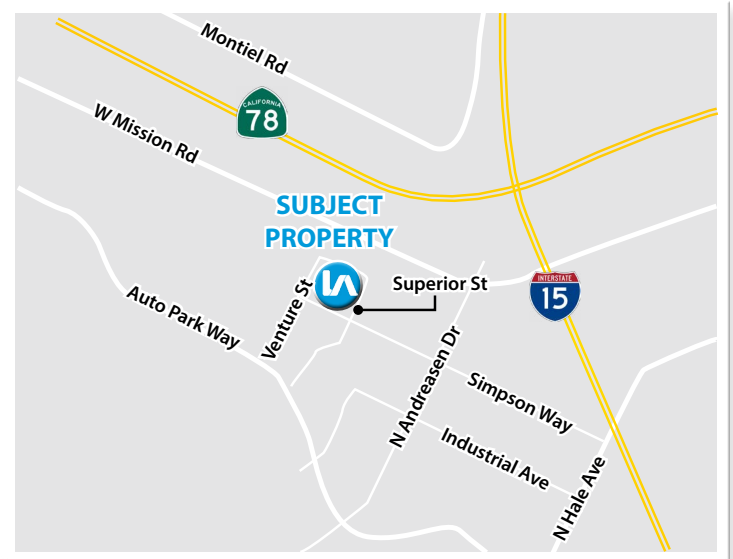 Montiel Rd
CALIFORNIA
78
W Mission Rd
SUBJECT
PROPERTY
Superior St
INTERSTATE
15
Venture St
Auto Park Way
N Andreasen Dr
Simpson Way
Industrial Ave
N Hale Ave